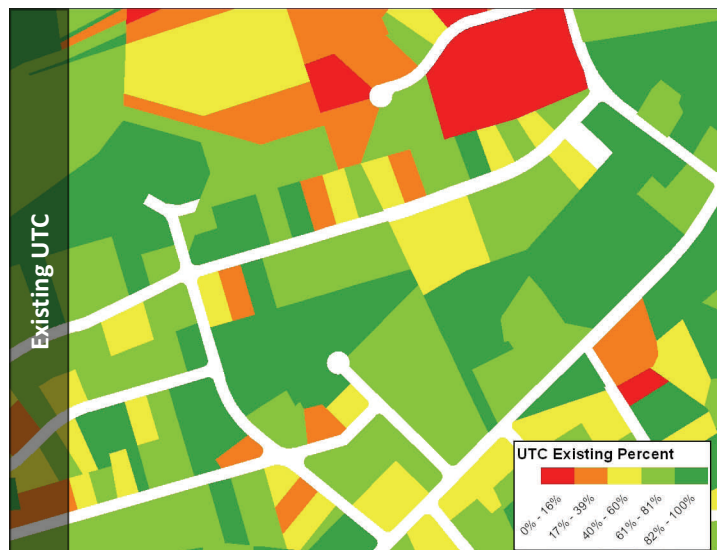 Existing UTC
UTC Existing Percent
0% - 16%
17% - 39%
40% - 60%
61% - 81%
82% - 100%